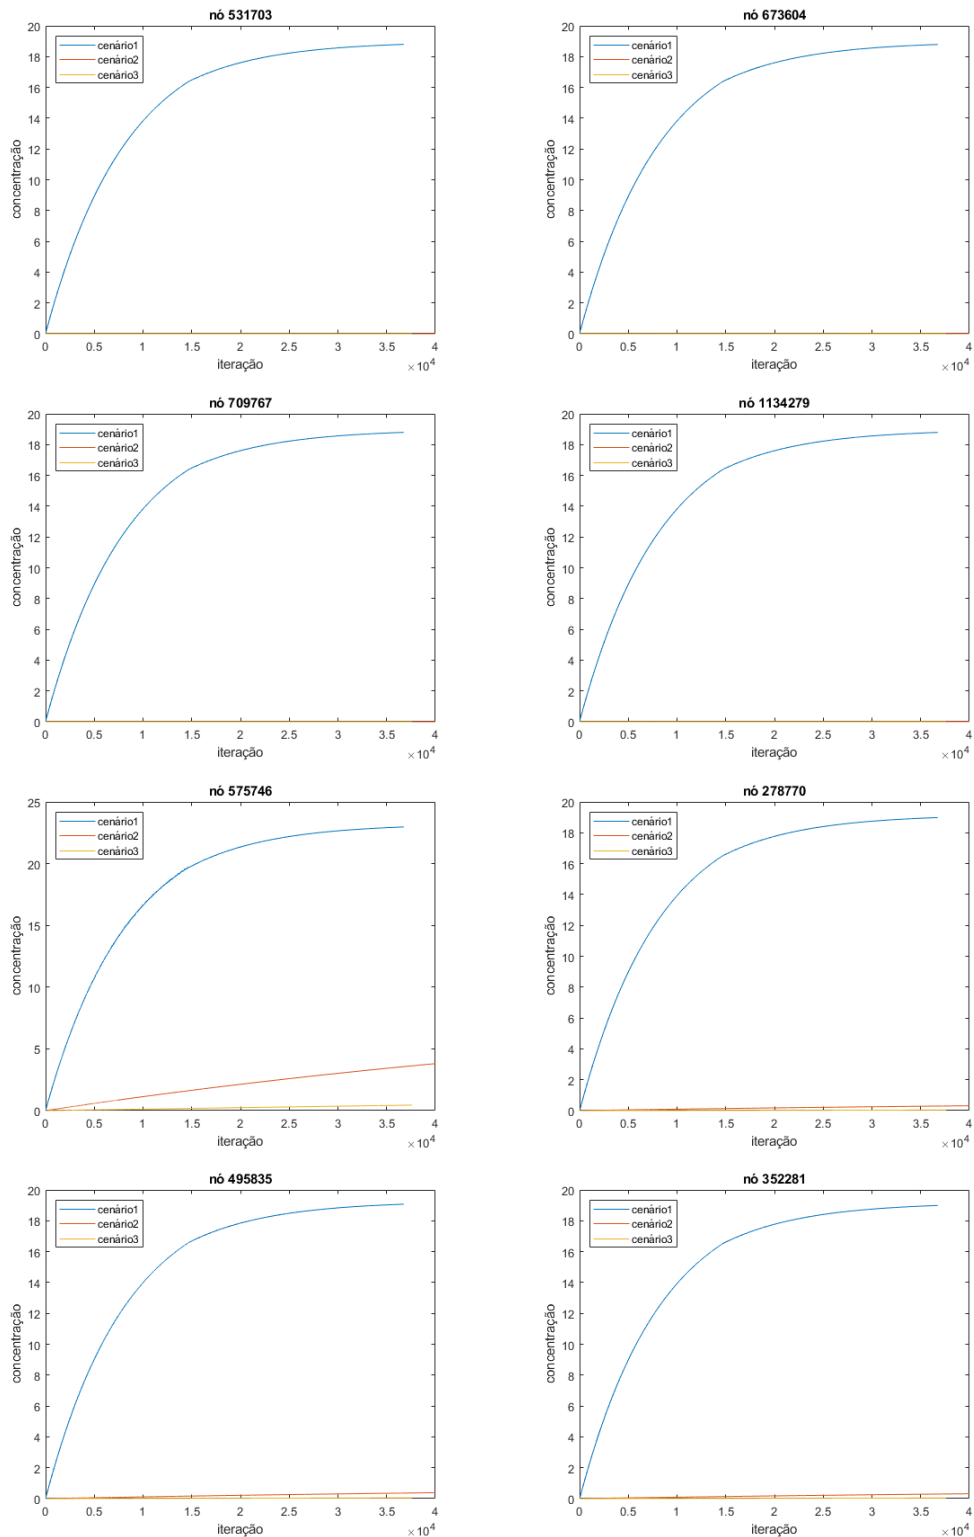 nó 531703
cenário1
cenário2
cenário3
concentração
20
18
16
14
12
10
8
6
4
2
0
0 0.5 1 1.5 2 2.5 3 3.5 4
iteração
×10^4
nó 673604
cenário1
cenário2
cenário3
concentração
20
18
16
14
12
10
8
6
4
2
0
0 0.5 1 1.5 2 2.5 3 3.5 4
iteração
×10^4
nó 709767
cenário1
cenário2
cenário3
concentração
20
18
16
14
12
10
8
6
4
2
0
0 0.5 1 1.5 2 2.5 3 3.5 4
iteração
×10^4
nó 1134279
cenário1
cenário2
cenário3
concentração
20
18
16
14
12
10
8
6
4
2
0
0 0.5 1 1.5 2 2.5 3 3.5 4
iteração
×10^4
nó 575746
cenário1
cenário2
cenário3
concentração
25
20
15
10
5
0
0 0.5 1 1.5 2 2.5 3 3.5 4
iteração
×10^4
nó 278770
cenário1
cenário2
cenário3
concentração
20
18
16
14
12
10
8
6
4
2
0
0 0.5 1 1.5 2 2.5 3 3.5 4
iteração
×10^4
nó 495835
cenário1
cenário2
cenário3
concentração
20
18
16
14
12
10
8
6
4
2
0
0 0.5 1 1.5 2 2.5 3 3.5 4
iteração
×10^4
nó 352281
cenário1
cenário2
cenário3
concentração
20
18
16
14
12
10
8
6
4
2
0
0 0.5 1 1.5 2 2.5 3 3.5 4
iteração
×10^4